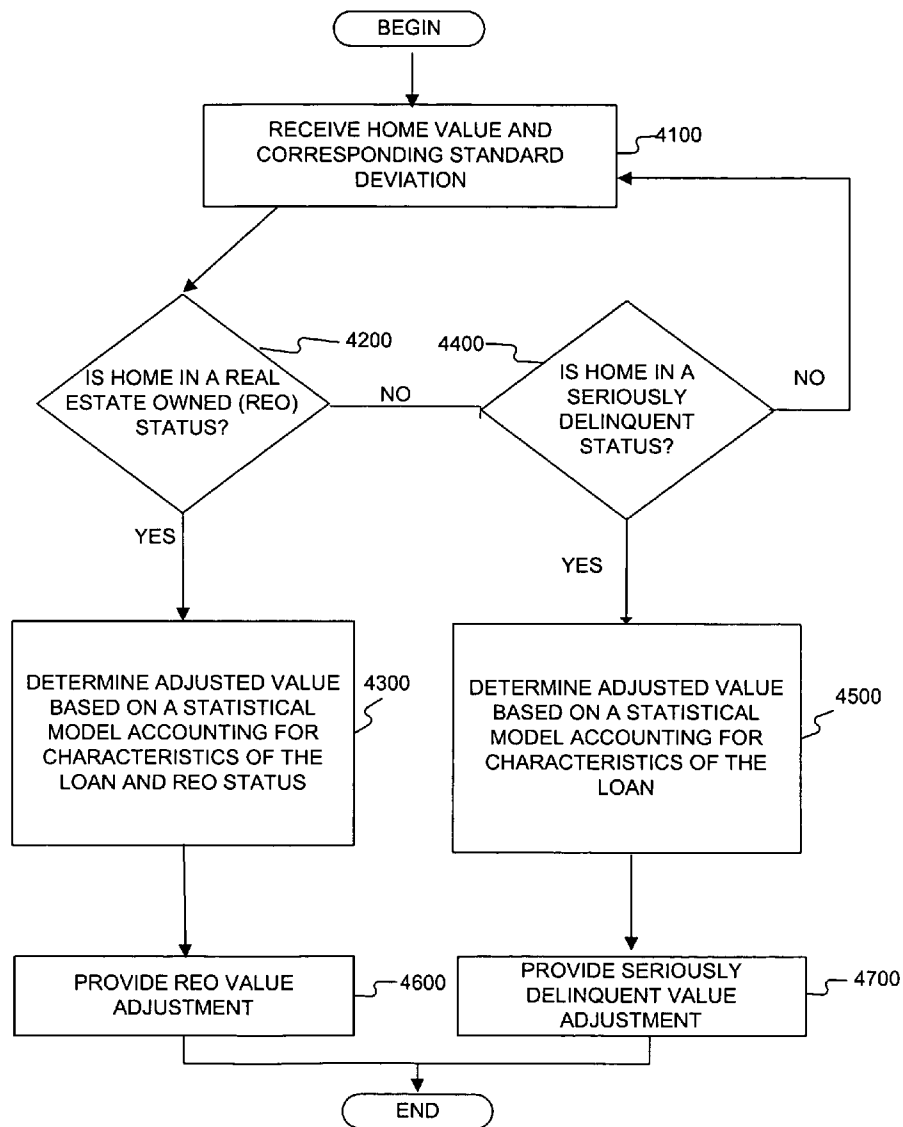 BEGIN
RECEIVE HOME VALUE AND
CORRESPONDING STANDARD
DEVIATION
4100
IS HOME IN A REAL
ESTATE OWNED (REO)
STATUS?
4200
NO
4400
IS HOME IN A
SERIOUSLY
DELINQUENT
STATUS?
NO
YES
YES
DETERMINE ADJUSTED VALUE
BASED ON A STATISTICAL
MODEL ACCOUNTING FOR
CHARACTERISTICS OF THE
LOAN AND REO STATUS
4300
DETERMINE ADJUSTED VALUE
BASED ON A STATISTICAL
MODEL ACCOUNTING FOR
CHARACTERISTICS OF THE
LOAN
4500
PROVIDE REO VALUE
ADJUSTMENT
4600
PROVIDE SERIOUSLY
DELINQUENT VALUE
ADJUSTMENT
4700
END